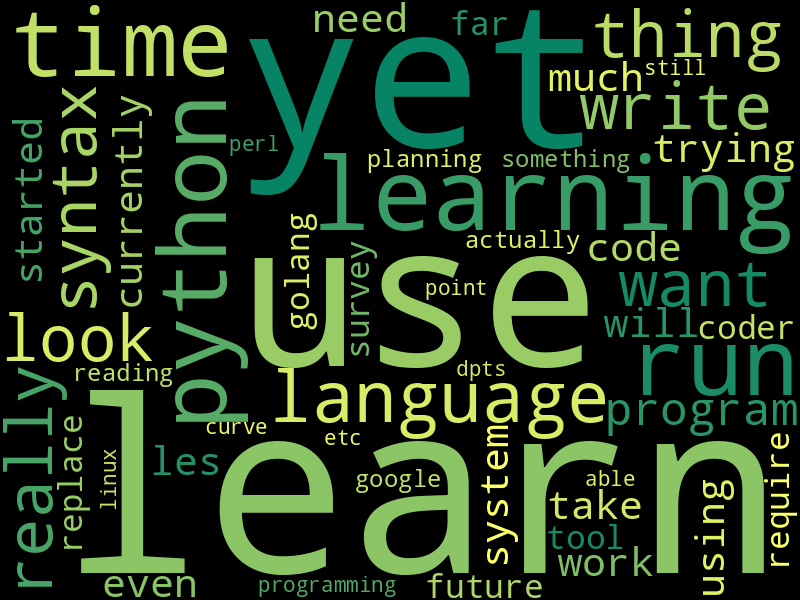 need
far
yet
thing
time
much
still
write
syntax
currently
python
perl
planning
something
trying
started
learning
golang
survey
actually
code
use
point
want
look
will
coder
run
reading
dpts
language
program
really
replace
linux
curve
etc
learn
les
google
system
able
take
using
require
tool
work
even
programming
future